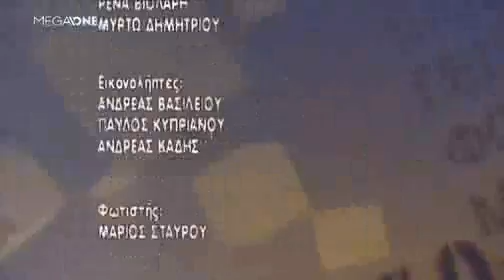 MEGAONE
ΡΕΝΑ ΒΙΟΛΑΡΗ
ΜΥΡΤΩ ΔΗΜΗΤΡΙΟΥ
Εικονολήπτες:
ΑΝΔΡΕΑΣ ΒΑΣΙΛΕΙΟΥ
ΠΑΥΛΟΣ ΚΥΠΡΙΑΝΟΥ
ΑΝΔΡΕΑΣ ΚΑΔΗΣ
Φωτιστής:
ΜΑΡΙΟΣ ΣΤΑΥΡΟΥ